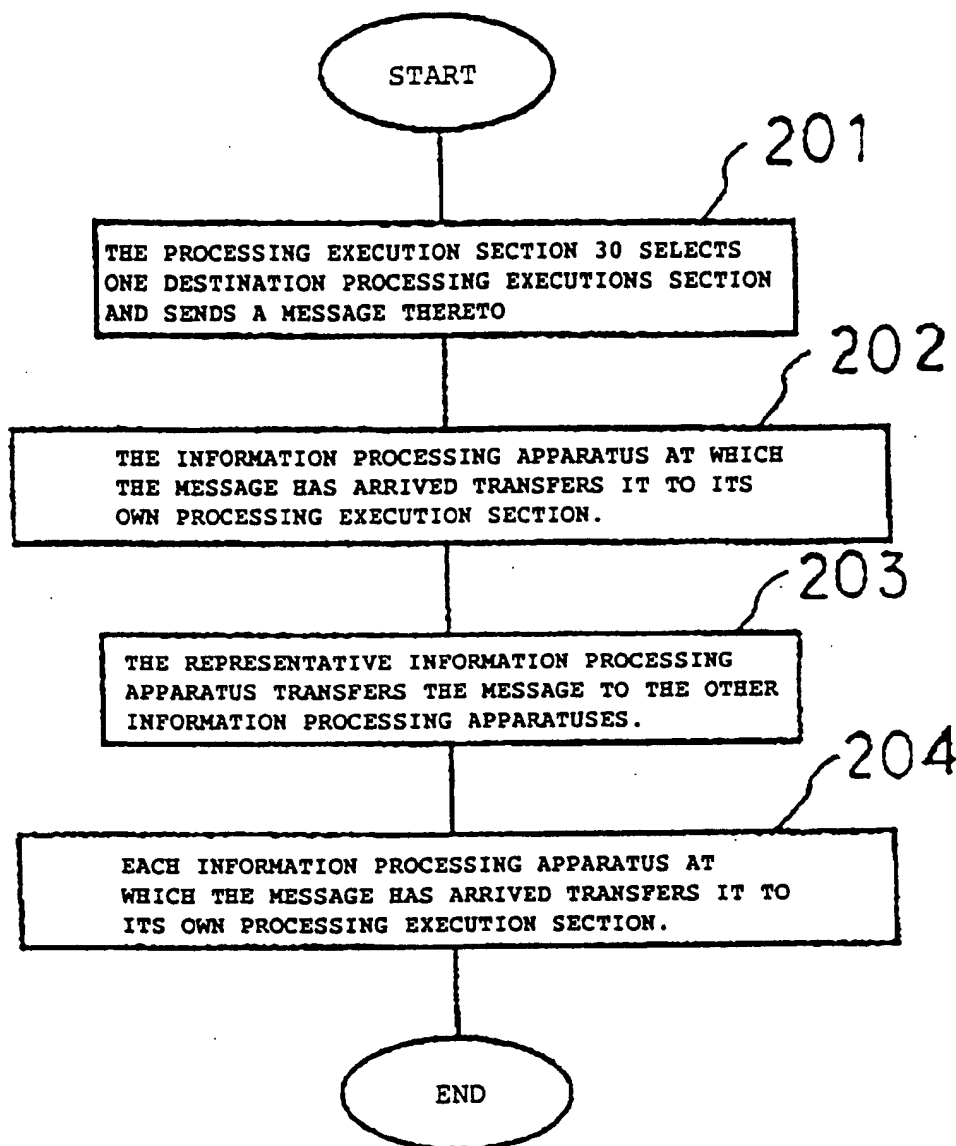 START
201
THE PROCESSING EXECUTION SECTION 30 SELECTS
ONE DESTINATION PROCESSING EXECUTIONS SECTION
AND SENDS A MESSAGE THERETO
202
THE INFORMATION PROCESSING APPARATUS AT WHICH
THE MESSAGE HAS ARRIVED TRANSFERS IT TO ITS
OWN PROCESSING EXECUTION SECTION.
203
THE REPRESENTATIVE INFORMATION PROCESSING
APPARATUS TRANSFERS THE MESSAGE TO THE OTHER
INFORMATION PROCESSING APPARATUSES.
204
EACH INFORMATION PROCESSING APPARATUS AT
WHICH THE MESSAGE HAS ARRIVED TRANSFERS IT TO
ITS OWN PROCESSING EXECUTION SECTION.
END